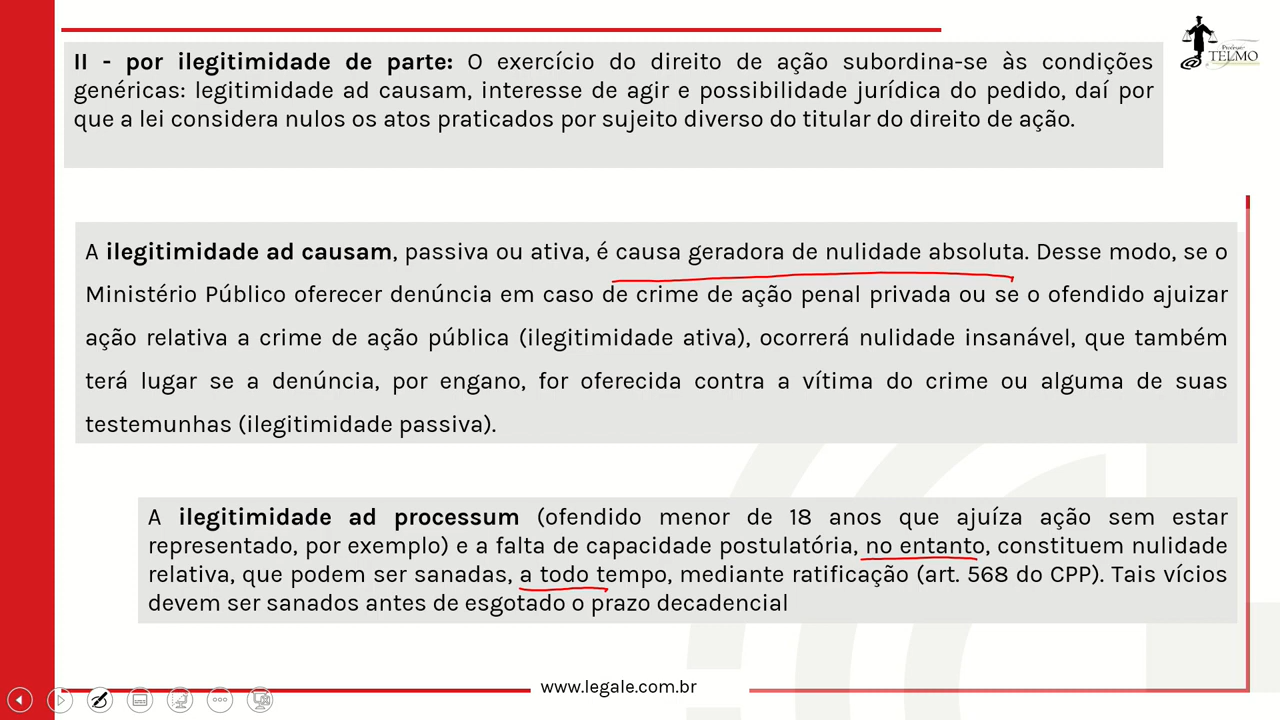 Professor
TELMO
II - por ilegitimidade de parte: O exercício do direito de ação subordina-se às condições
genéricas: legitimidade ad causam, interesse de agir e possibilidade jurídica do pedido, daí por
que a lei considera nulos os atos praticados por sujeito diverso do titular do direito de ação.
A ilegitimidade ad causam, passiva ou ativa, é causa geradora de nulidade absoluta. Desse modo, se o
Ministério Público oferecer denúncia em caso de crime de ação penal privada ou se o ofendido ajuizar
ação relativa a crime de ação pública (ilegitimidade ativa), ocorrerá nulidade insanável, que também
terá lugar se a denúncia, por engano, for oferecida contra a vítima do crime ou alguma de suas
testemunhas (ilegitimidade passiva).
A ilegitimidade ad processum (ofendido menor de 18 anos que ajuíza ação sem estar
representado, por exemplo) e a falta de capacidade postulatória, no entanto, constituem nulidade
relativa, que podem ser sanadas, a todo tempo, mediante ratificação (art. 568 do CPP). Tais vícios
devem ser sanados antes de esgotado o prazo decadencial
www.legale.com.br